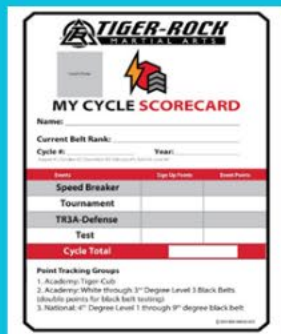 TIGER-ROCK
MARTIAL ARTS
MY CYCLE SCORECARD
Name:
Current Belt Rank:
Cycle #: Year:
Events Sign Up Points Event Points
Speed Breaker
Tournament
TR3A-Defense
Test
Cycle Total
Point Tracking Groups
1. Academy: Tiger-Cub
2. Academy: White through 3rd Degree Level 3 Black Belts
(double points for black belt testing)
3. National: 4th Degree Level 1 through 9th degree black belt